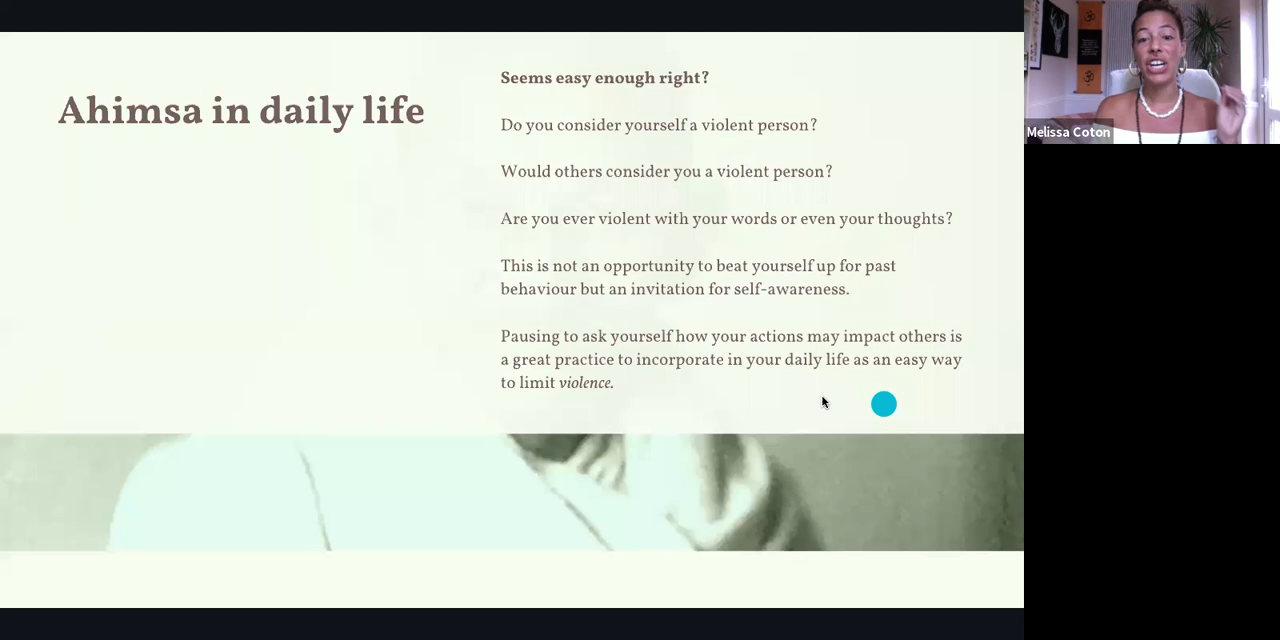 Ahimsa in daily life
Seems easy enough right?
Do you consider yourself a violent person?
Would others consider you a violent person?
Are you ever violent with your words or even your thoughts?
This is not an opportunity to beat yourself up for past
behaviour but an invitation for self-awareness.
Pausing to ask yourself how your actions may impact others is
a great practice to incorporate in your daily life as an easy way
to limit violence.
Melissa Coton